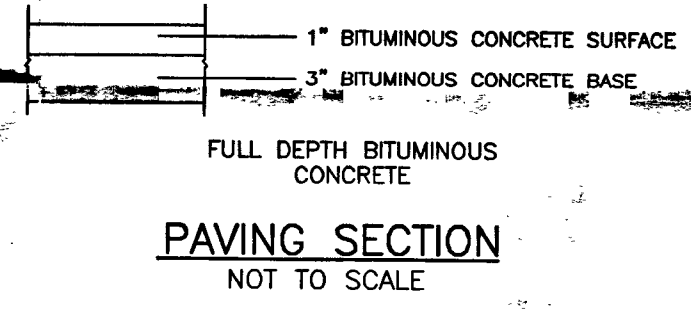 1" BITUMINOUS CONCRETE SURFACE
3" BITUMINOUS CONCRETE BASE
FULL DEPTH BITUMINOUS
CONCRETE
PAVING SECTION
NOT TO SCALE